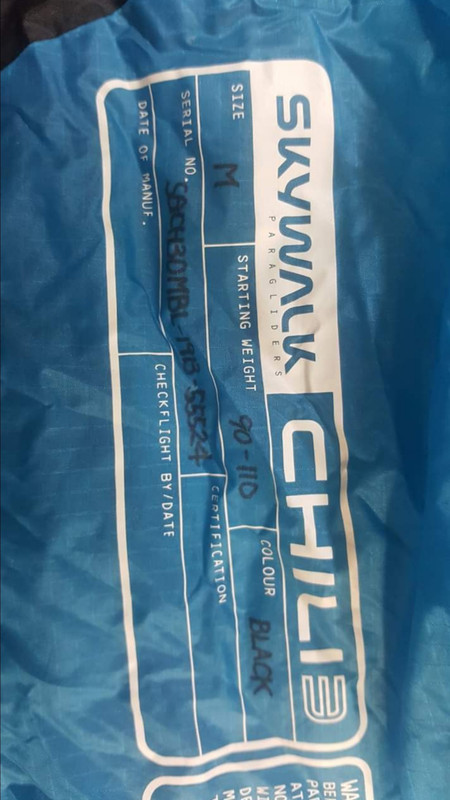 SKYWALK CHILI3
PARAGLIDERS
SIZE M
STARTING WEIGHT 90-110
COLOUR BLACK
SERIAL NO.
CERTIFICATION
DATE OF MANUF.
CHECKFLIGHT BY/DATE